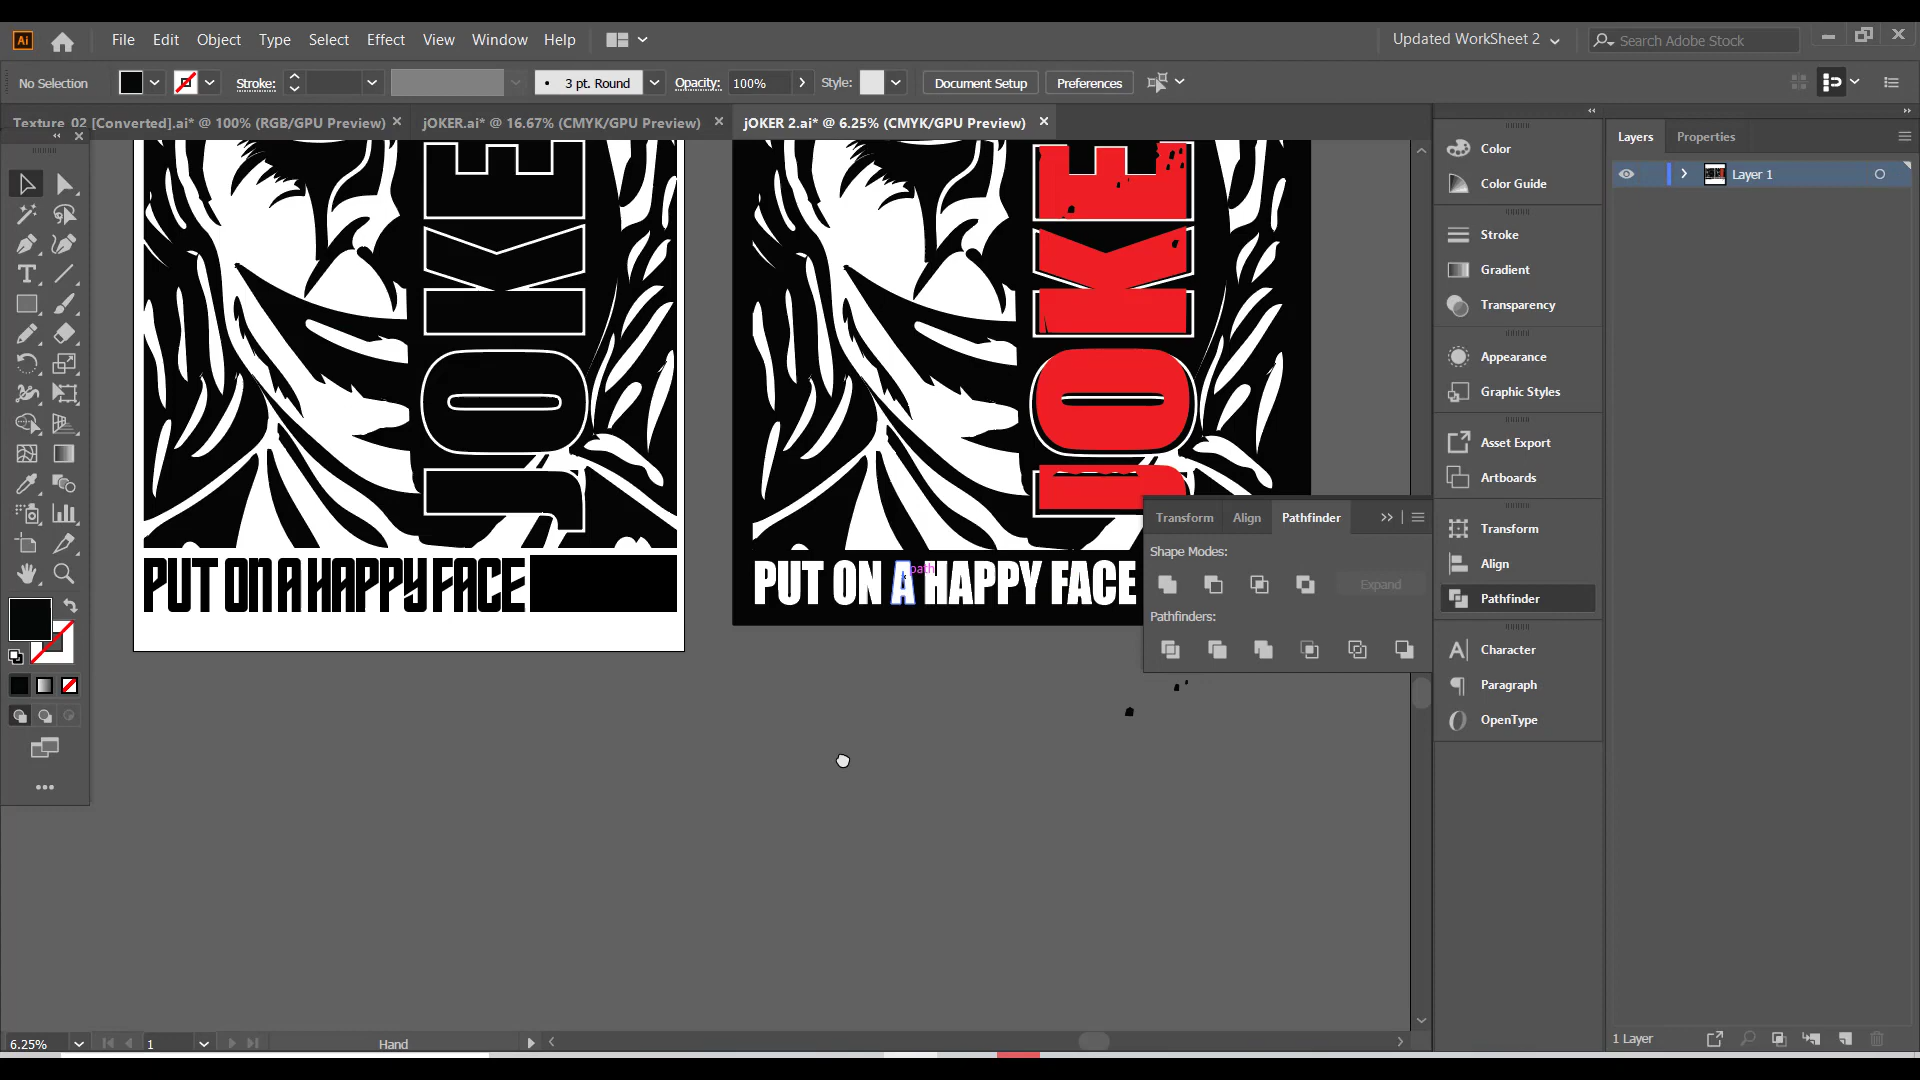 Ai File Edit Object Type Select Effect View Window Help Updated WorkSheet 2 Search Adobe Stock
No Selection Stroke: 3 pt. Round Opacity: 100% Style: Document Setup Preferences
Texture_02 [Converted].ai* @ 100% (RGB/GPU Preview) jOKER.ai* @ 16.67% (CMYK/GPU Preview) jOKER 2.ai* @ 6.25% (CMYK/GPU Preview)
Layers Properties
Layer 1
Color
Color Guide
Stroke
Gradient
Transparency
Appearance
Graphic Styles
Asset Export
Artboards
Transform
Align
Pathfinder
Character
Paragraph
OpenType
JOKE
JOKE
PUT ON A HAPPY FACE
PUT ON A HAPPY FACE
path
Transform Align Pathfinder
Shape Modes:
Expand
Pathfinders:
6.25% 1 Hand
1 Layer